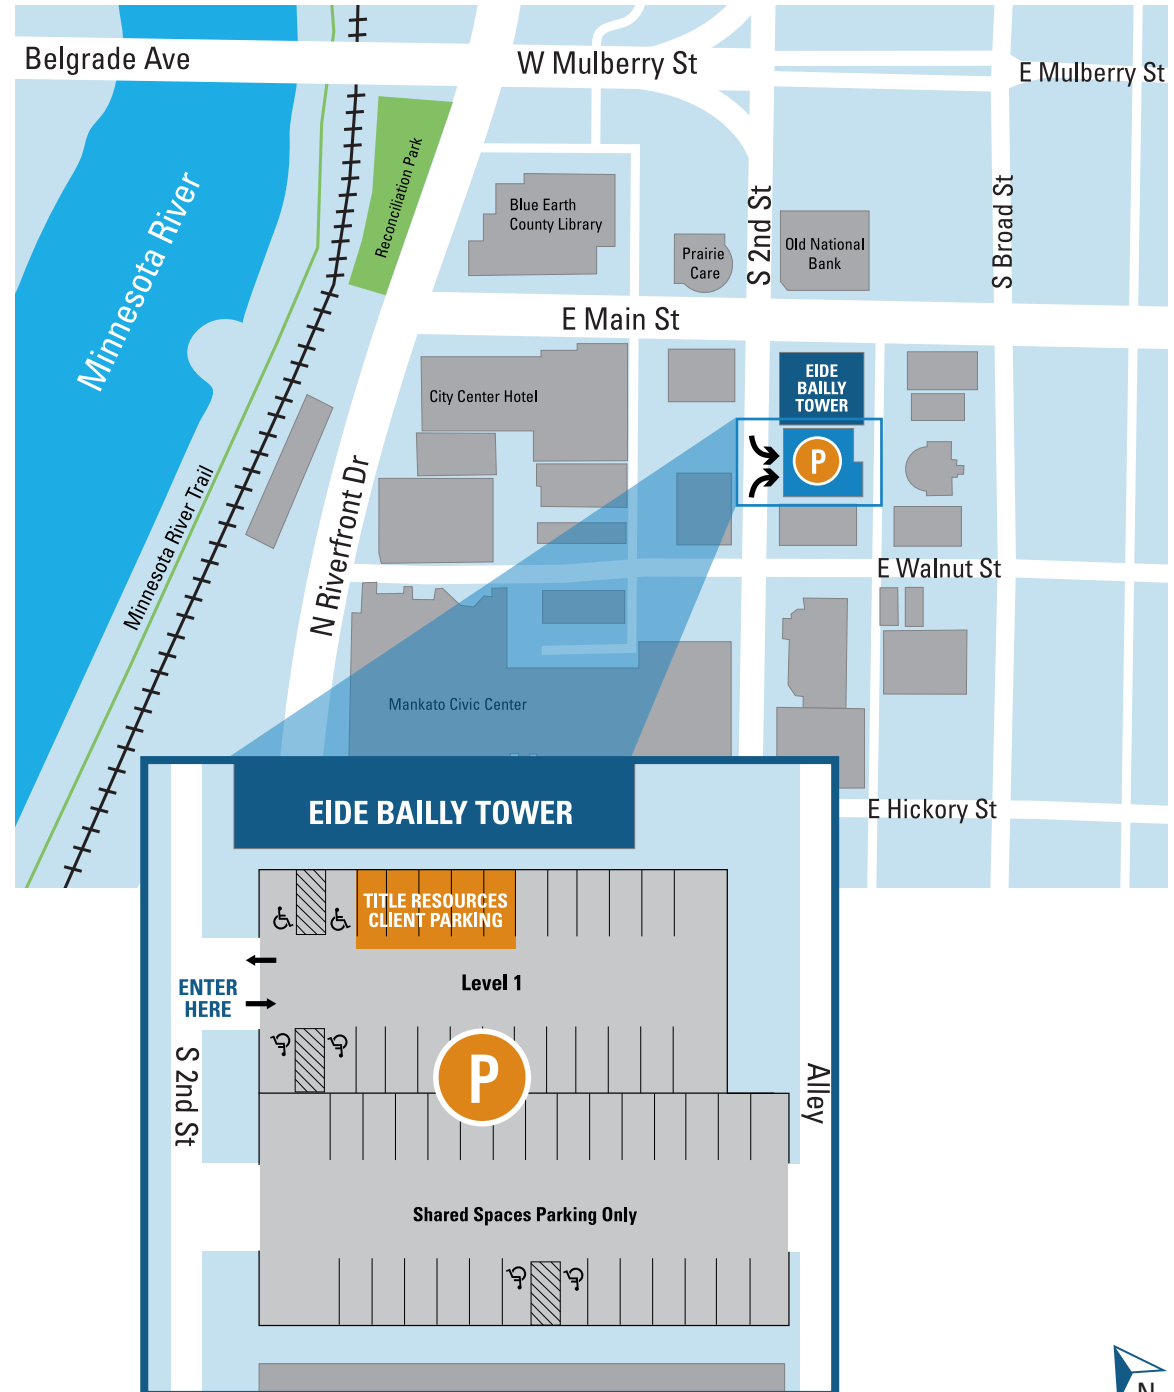 Belgrade Ave
W Mulberry St
E Mulberry St
Minnesota River
Reconciliation Park
Blue Earth
County Library
Prairie
Care
S 2nd St
Old National
Bank
S Broad St
E Main St
City Center Hotel
EIDE
BAILLY
TOWER
P
Minnesota River Trail
N Riverfront Dr
E Walnut St
Mankato Civic Center
E Hickory St
EIDE BAILLY TOWER
TITLE RESOURCES
CLIENT PARKING
Level 1
ENTER
HERE
S 2nd St
P
Alley
Shared Spaces Parking Only
N